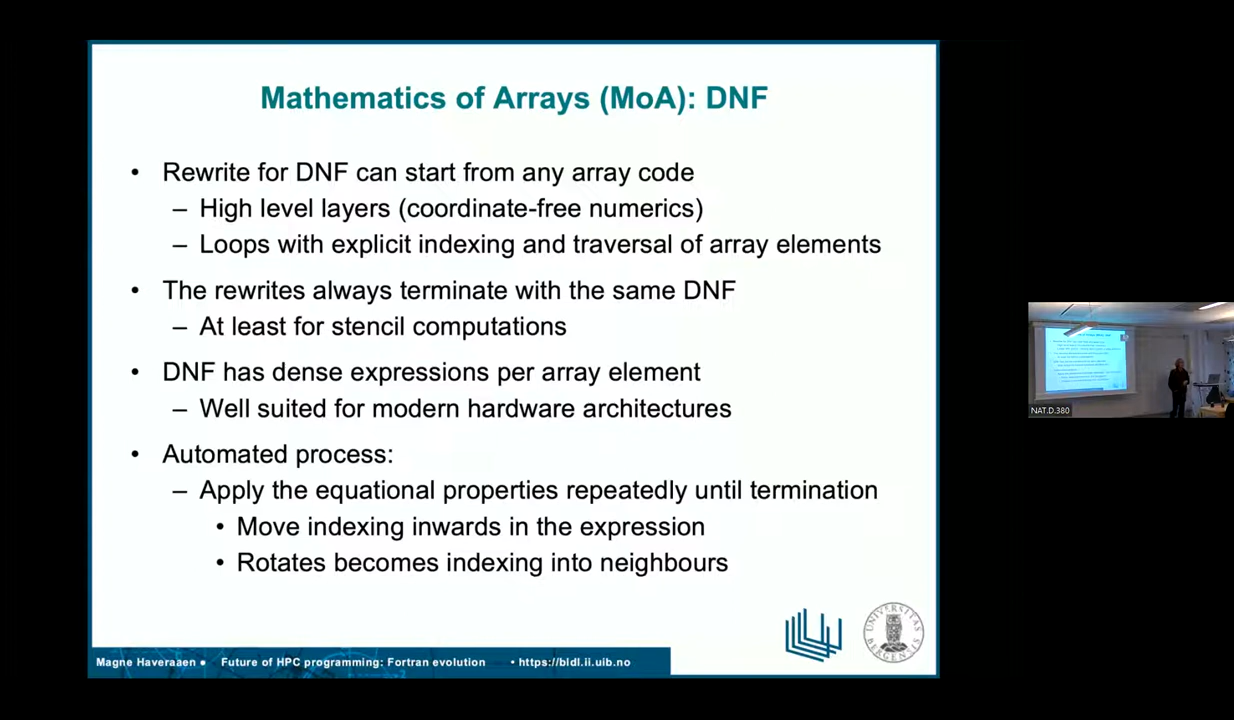 Mathematics of Arrays (MoA): DNF
• Rewrite for DNF can start from any array code
– High level layers (coordinate-free numerics)
– Loops with explicit indexing and traversal of array elements
• The rewrites always terminate with the same DNF
– At least for stencil computations
• DNF has dense expressions per array element
– Well suited for modern hardware architectures
• Automated process:
– Apply the equational properties repeatedly until termination
• Move indexing inwards in the expression
• Rotates becomes indexing into neighbours
UNIVERSITAS BERGENSIS
Magne Haveraaen ● Future of HPC programming: Fortran evolution • https://bldl.ii.uib.no
NAT.D.380